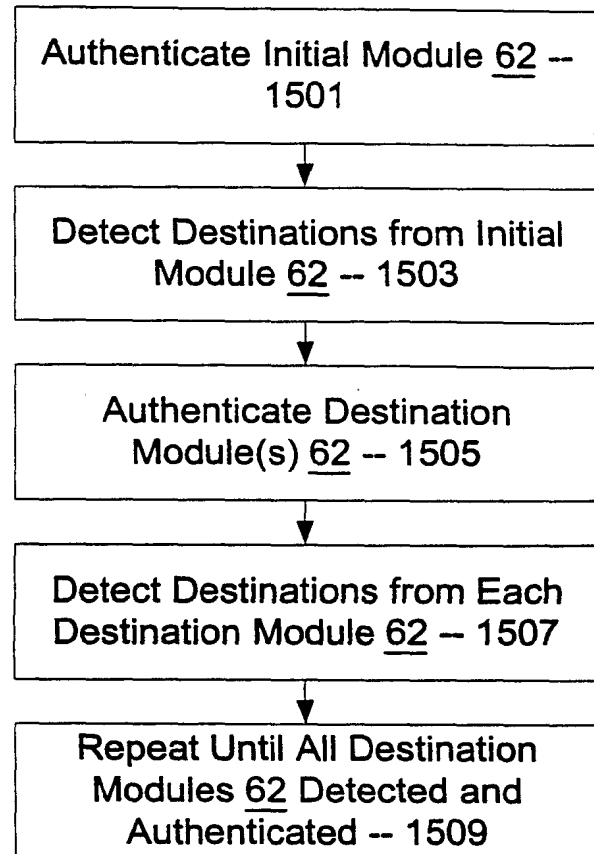 Authenticate Initial Module 62 --
1501
Detect Destinations from Initial
Module 62 -- 1503
Authenticate Destination
Module(s) 62 -- 1505
Detect Destinations from Each
Destination Module 62 -- 1507
Repeat Until All Destination
Modules 62 Detected and
Authenticated -- 1509